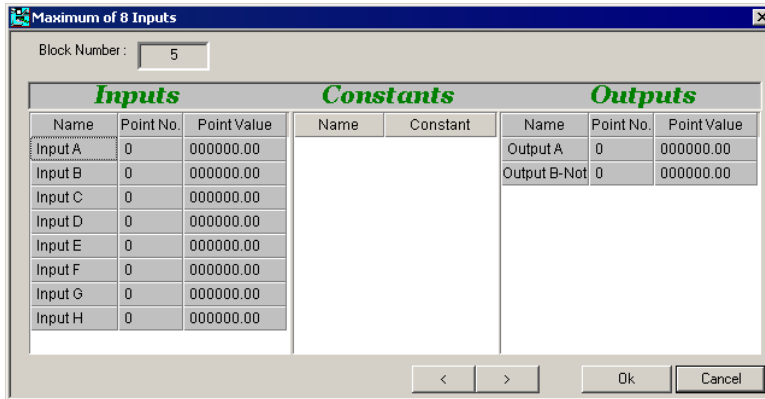 Maximum of 8 Inputs
Block Number: 5
Inputs Constants Outputs
Name Point No. Point Value Name Constant Name Point No. Point Value
Input A 0 000000.00 Output A 0 000000.00
Input B 0 000000.00 Output B-Not 0 000000.00
Input C 0 000000.00
Input D 0 000000.00
Input E 0 000000.00
Input F 0 000000.00
Input G 0 000000.00
Input H 0 000000.00
< > Ok Cancel